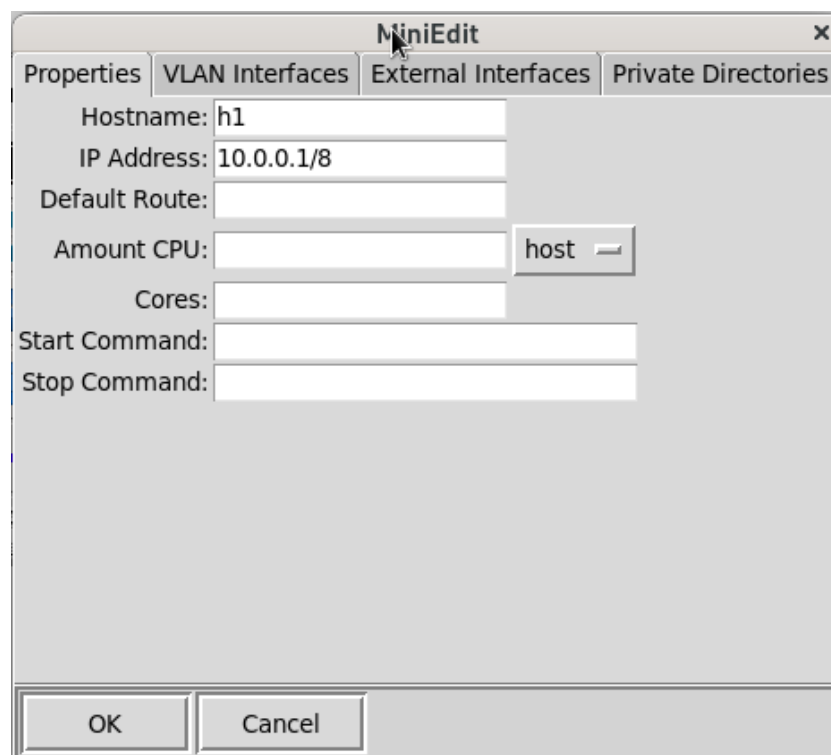 MiniEdit ×
Properties VLAN Interfaces External Interfaces Private Directories
Hostname: h1
IP Address: 10.0.0.1/8
Default Route:
Amount CPU: host
Cores:
Start Command:
Stop Command:
OK Cancel